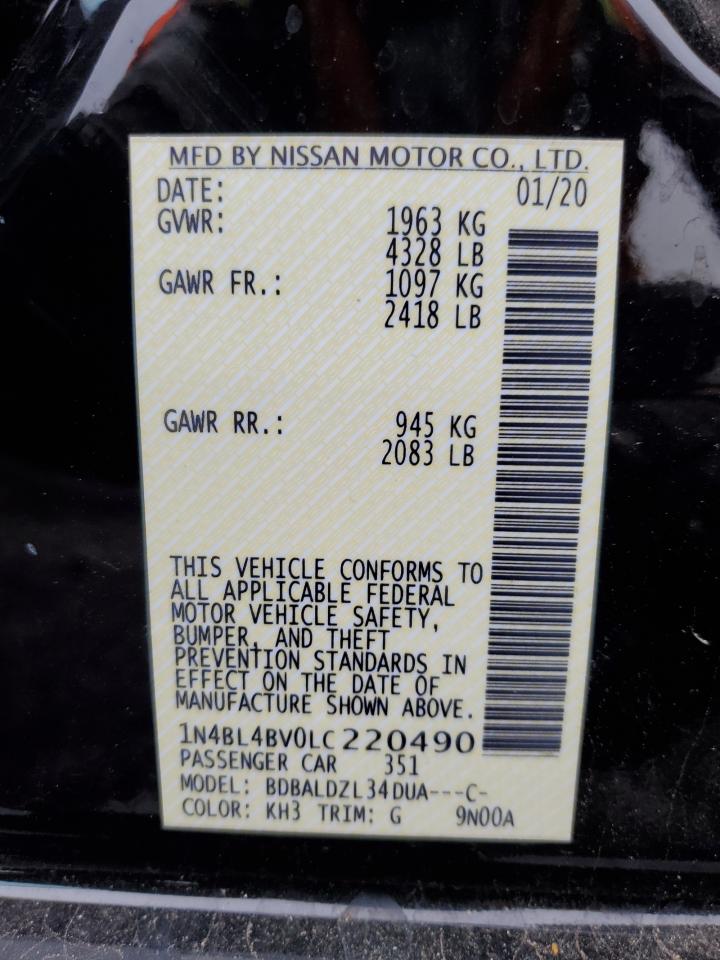 MFD BY NISSAN MOTOR CO., LTD.
DATE: 01/20
GVWR: 1963 KG
4328 LB
GAWR FR.: 1097 KG
2418 LB
GAWR RR.: 945 KG
2083 LB
THIS VEHICLE CONFORMS TO
ALL APPLICABLE FEDERAL
MOTOR VEHICLE SAFETY,
BUMPER, AND THEFT
PREVENTION STANDARDS IN
EFFECT ON THE DATE OF
MANUFACTURE SHOWN ABOVE.
1N4BL4BV0LC220490
PASSENGER CAR 351
MODEL: BDBALDZL34DUA---C-
COLOR: KH3 TRIM: G 9N00A